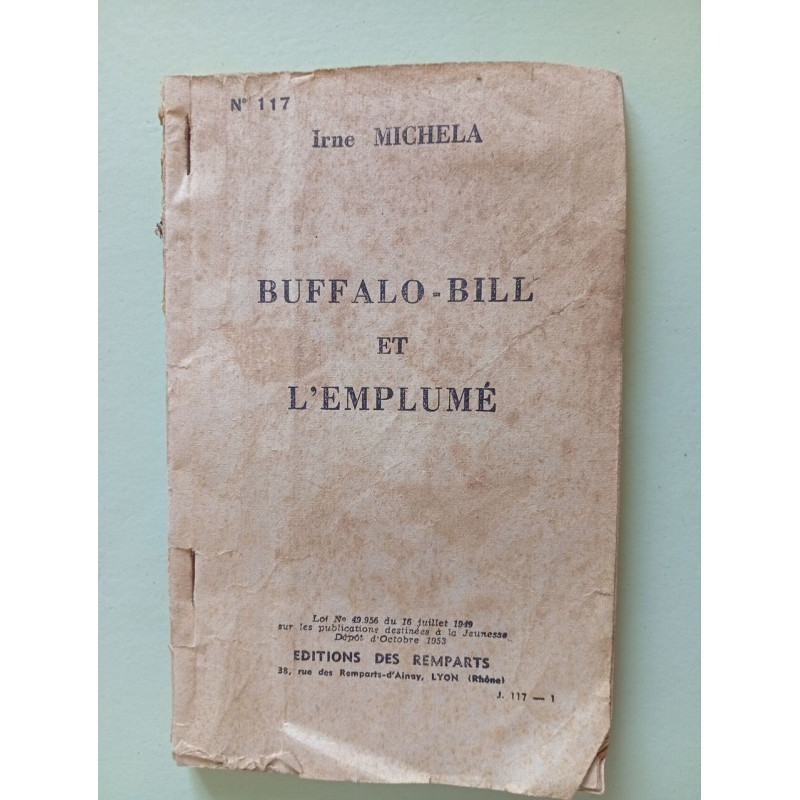 N° 117
Irne MICHELA
BUFFALO-BILL
ET
L'EMPLUMÉ
Loi No 49.956 du 16 juillet 1949
sur les publications destinées à la Jeunesse
Dépôt d'Octobre 1953
EDITIONS DES REMPARTS
38, rue des Remparts-d'Ainay, LYON (Rhône)
J. 117 — 1